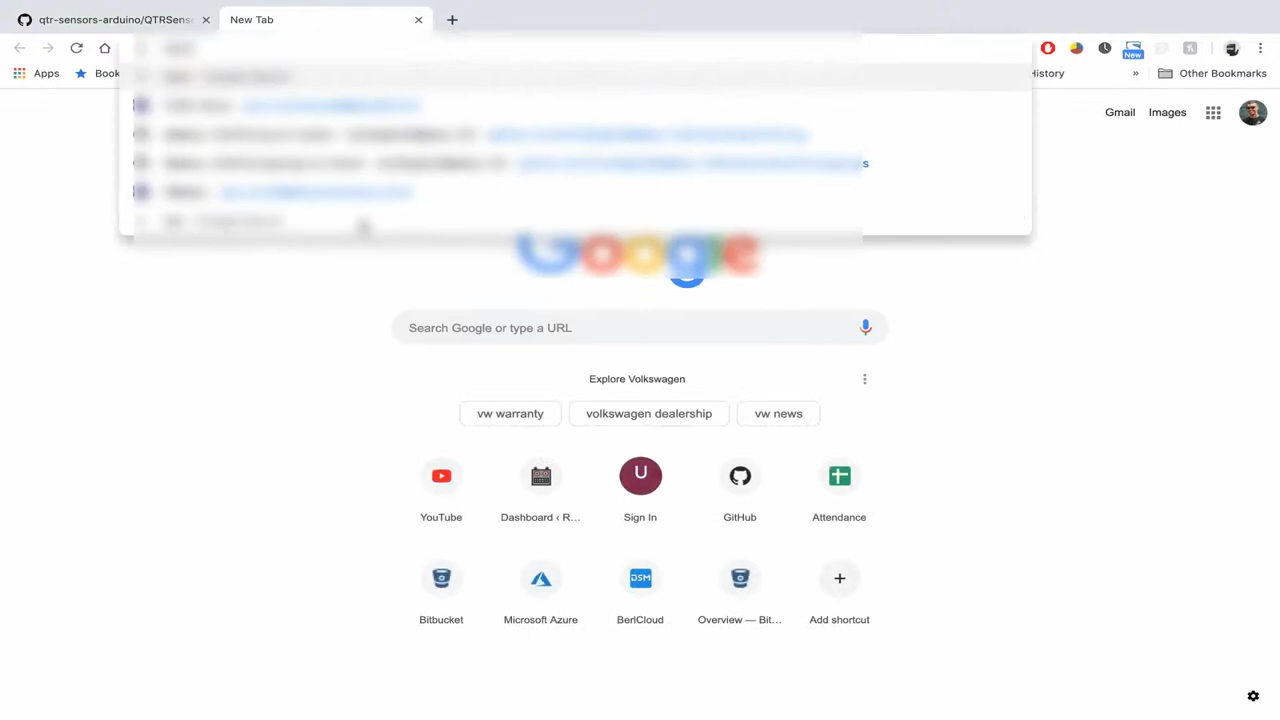 qtr-sensors-arduino/QTRSens
New Tab
New
Apps
Book
History
»
Other Bookmarks
Gmail
Images
s
Google
Search Google or type a URL
Explore Volkswagen
vw warranty
volkswagen dealership
vw news
U
YouTube
Dashboard ‹ R...
Sign In
GitHub
Attendance
DSM
Bitbucket
Microsoft Azure
BerlCloud
Overview — Bit...
Add shortcut